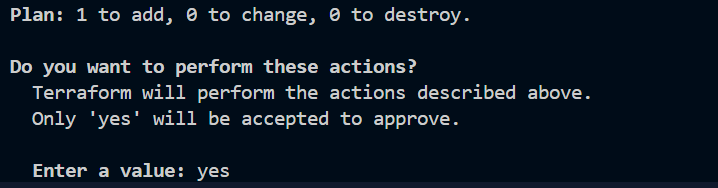 Plan: 1 to add, 0 to change, 0 to destroy.
Do you want to perform these actions?
Terraform will perform the actions described above.
Only 'yes' will be accepted to approve.
Enter a value: yes